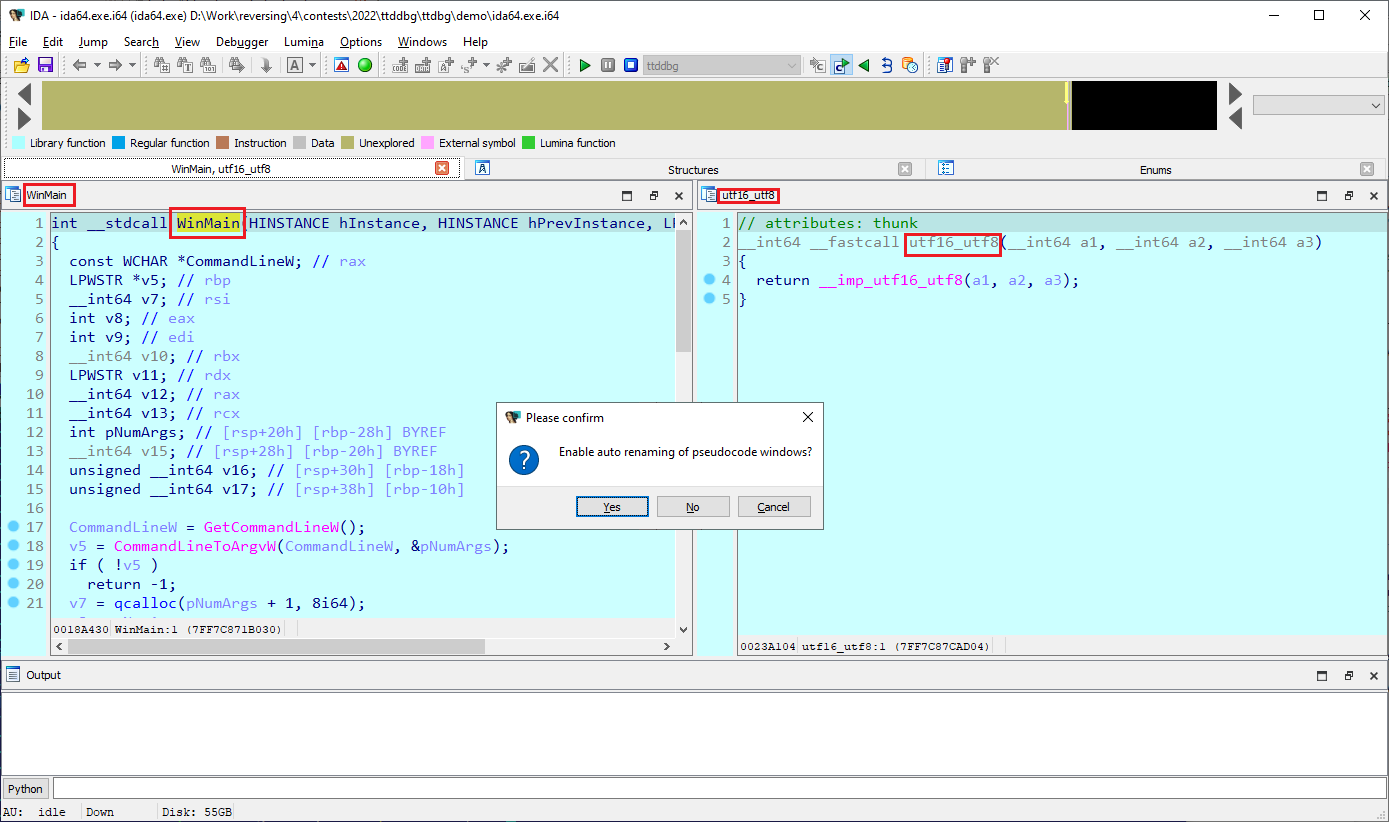 IDA - ida64.exe.i64 (ida64.exe) D:\Work\reversing\4\contests\2022\ttddbg\ttdbg\demo\ida64.exe.i64
File Edit Jump Search View Debugger Lumina Options Windows Help
ttddbg
Library function Regular function Instruction Data Unexplored External symbol Lumina function
WinMain, utf16_utf8
Structures
Enums
WinMain
1 int __stdcall WinMain(HINSTANCE hInstance, HINSTANCE hPrevInstance,
2 {
3 const WCHAR *CommandLineW; // rax
4 LPWSTR *v5; // rbp
5 __int64 v7; // rsi
6 int v8; // eax
7 int v9; // edi
8 __int64 v10; // rbx
9 LPWSTR v11; // rdx
10 __int64 v12; // rax
11 __int64 v13; // rcx
12 int pNumArgs; // [rsp+20h] [rbp-28h] BYREF
13 __int64 v15; // [rsp+28h] [rbp-20h] BYREF
14 unsigned __int64 v16; // [rsp+30h] [rbp-18h]
15 unsigned __int64 v17; // [rsp+38h] [rbp-10h]
16
17 CommandLineW = GetCommandLineW();
18 v5 = CommandLineToArgvW(CommandLineW, &pNumArgs);
19 if ( !v5 )
20 return -1;
21 v7 = qcalloc(pNumArgs + 1, 8i64);
0018A430 WinMain:1 (7FF7C871B030)
utf16_utf8
1 // attributes: thunk
2 __int64 __fastcall utf16_utf8(__int64 a1, __int64 a2, __int64 a3)
3 {
4 return __imp_utf16_utf8(a1, a2, a3);
5 }
0023A104 utf16_utf8:1 (7FF7C87CAD04)
Please confirm
Enable auto renaming of pseudocode windows?
Yes No Cancel
Output
Python
AU: idle Down Disk: 55GB